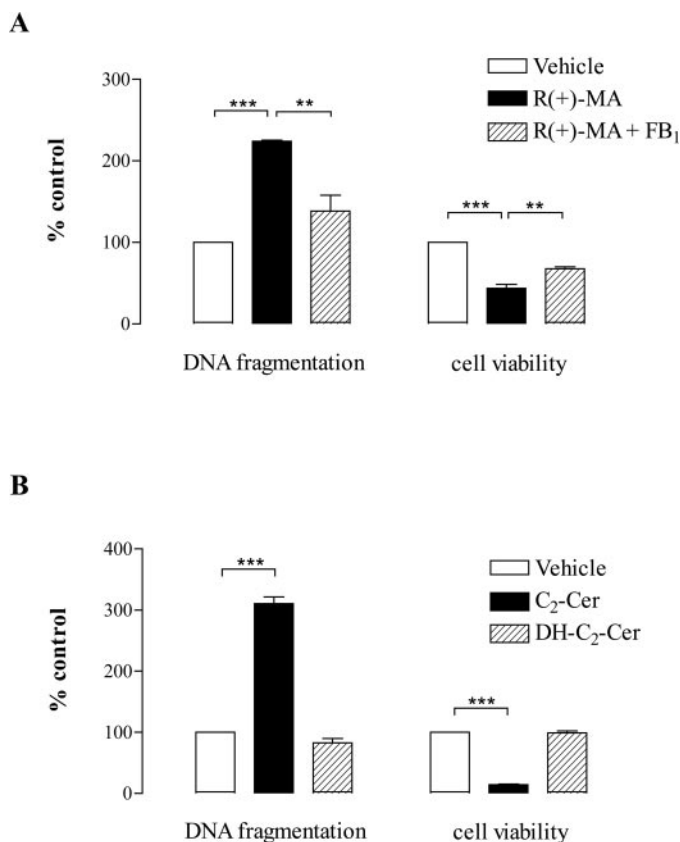 A
Vehicle
R(+)-MA
R(+)-MA + FB₁
% control
300
200
100
0
*** **
*** **
DNA fragmentation
cell viability
B
Vehicle
C₂-Cer
DH-C₂-Cer
% control
400
300
200
100
0
***
***
DNA fragmentation
cell viability